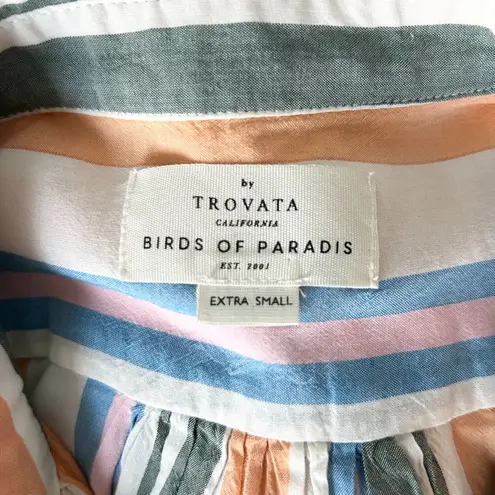 by
TROVATA
CALIFORNIA
BIRDS OF PARADIS
EST. 2001
EXTRA SMALL